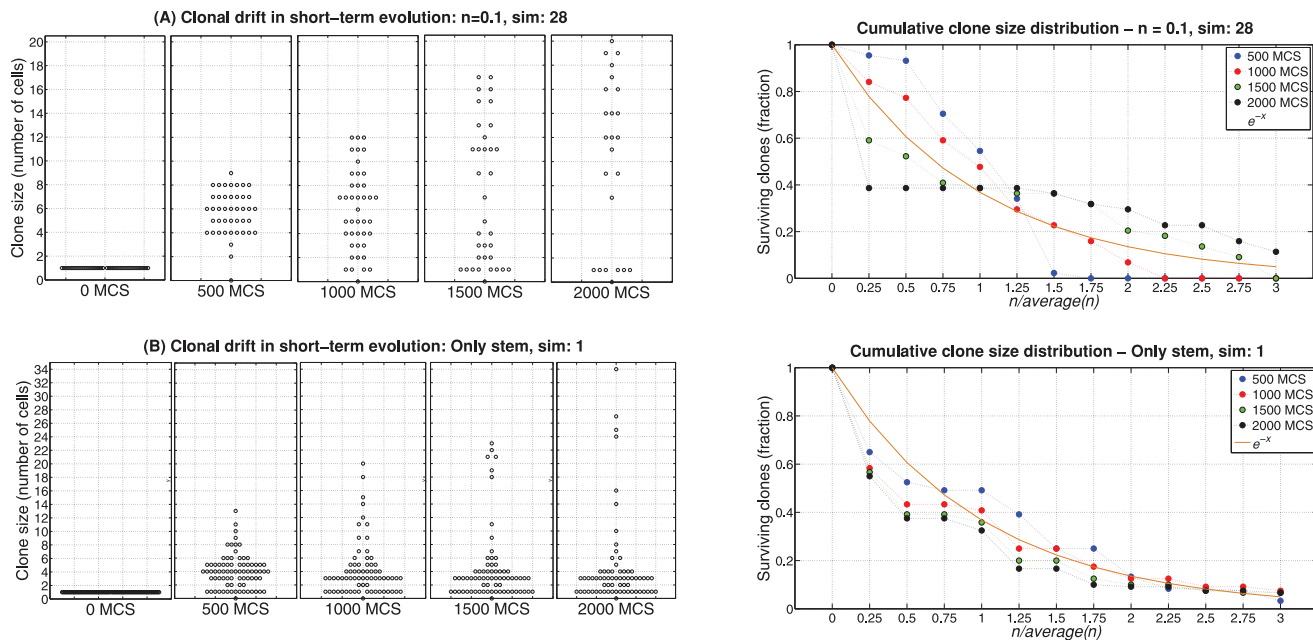 (A) Clonal drift in short−term evolution: n=0.1, sim: 28
Clone size (number of cells)
20
18
16
14
12
10
8
6
4
2
0
0 MCS
500 MCS
1000 MCS
1500 MCS
2000 MCS
Cumulative clone size distribution − n = 0.1, sim: 28
Surviving clones (fraction)
1
0.8
0.6
0.4
0.2
0
0 0.25 0.5 0.75 1 1.25 1.5 1.75 2 2.25 2.5 2.75 3
n/average(n)
500 MCS
1000 MCS
1500 MCS
2000 MCS
e−x
(B) Clonal drift in short−term evolution: Only stem, sim: 1
Clone size (number of cells)
34
32
30
28
26
24
22
20
18
16
14
12
10
8
6
4
2
0
0 MCS
500 MCS
1000 MCS
1500 MCS
2000 MCS
Cumulative clone size distribution − Only stem, sim: 1
Surviving clones (fraction)
1
0.8
0.6
0.4
0.2
0
0 0.25 0.5 0.75 1 1.25 1.5 1.75 2 2.25 2.5 2.75 3
n/average(n)
500 MCS
1000 MCS
1500 MCS
2000 MCS
e−x